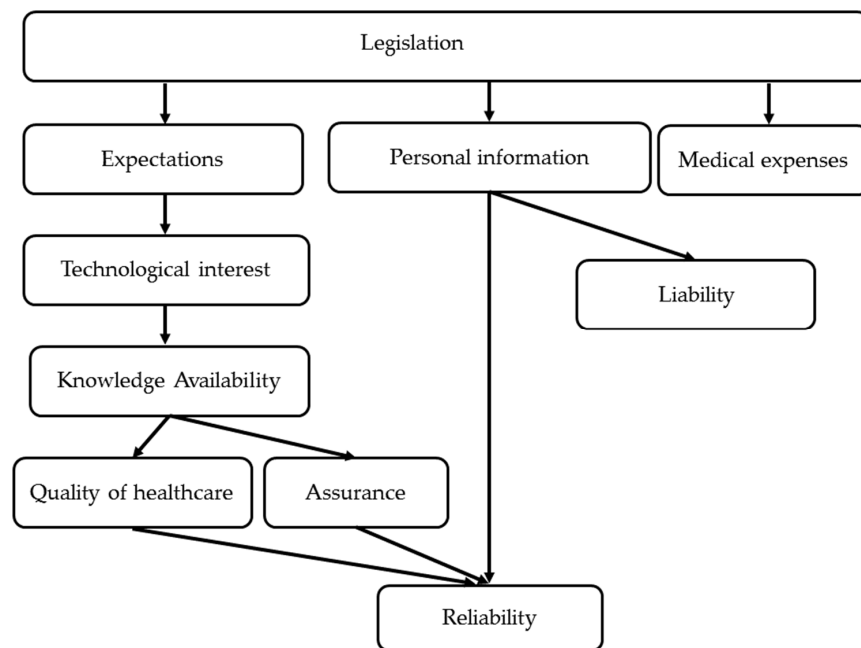 Legislation
Expectations
Personal information
Medical expenses
Technological interest
Liability
Knowledge Availability
Quality of healthcare
Assurance
Reliability